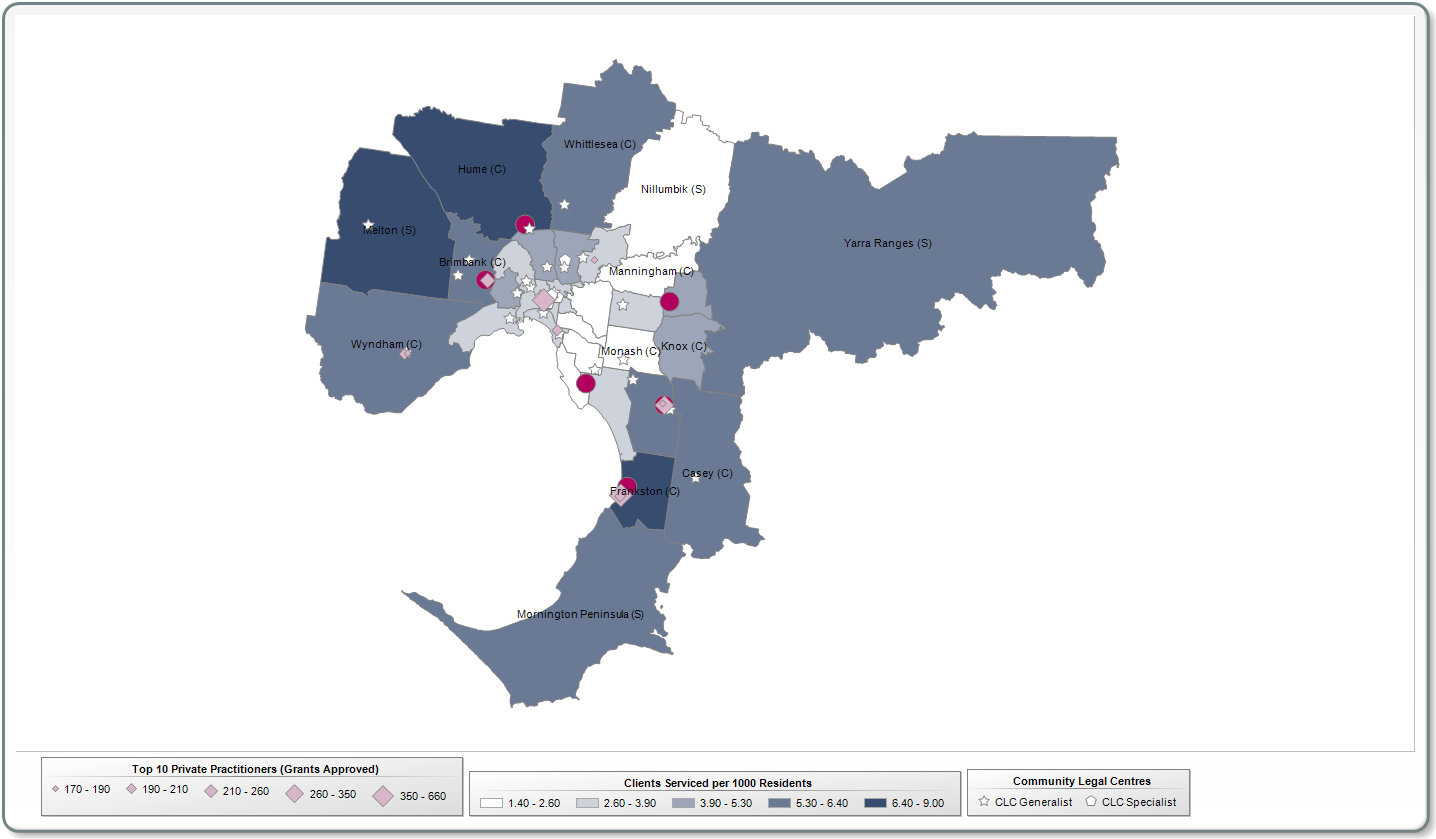 Whittlesea (C)
Hume (C)
Nillumbik (S)
Melton (S)
Yarra Ranges (S)
Brimbank (C)
Manningham (C)
Wyndham (C)
Monash (C)
Knox (C)
Casey (C)
Frankston (C)
Mornington Peninsula (S)
Top 10 Private Practitioners (Grants Approved)
170 - 190
190 - 210
210 - 260
260 - 350
350 - 660
Clients Serviced per 1000 Residents
1.40 - 2.60
2.60 - 3.90
3.90 - 5.30
5.30 - 6.40
6.40 - 9.00
Community Legal Centres
CLC Generalist
CLC Specialist